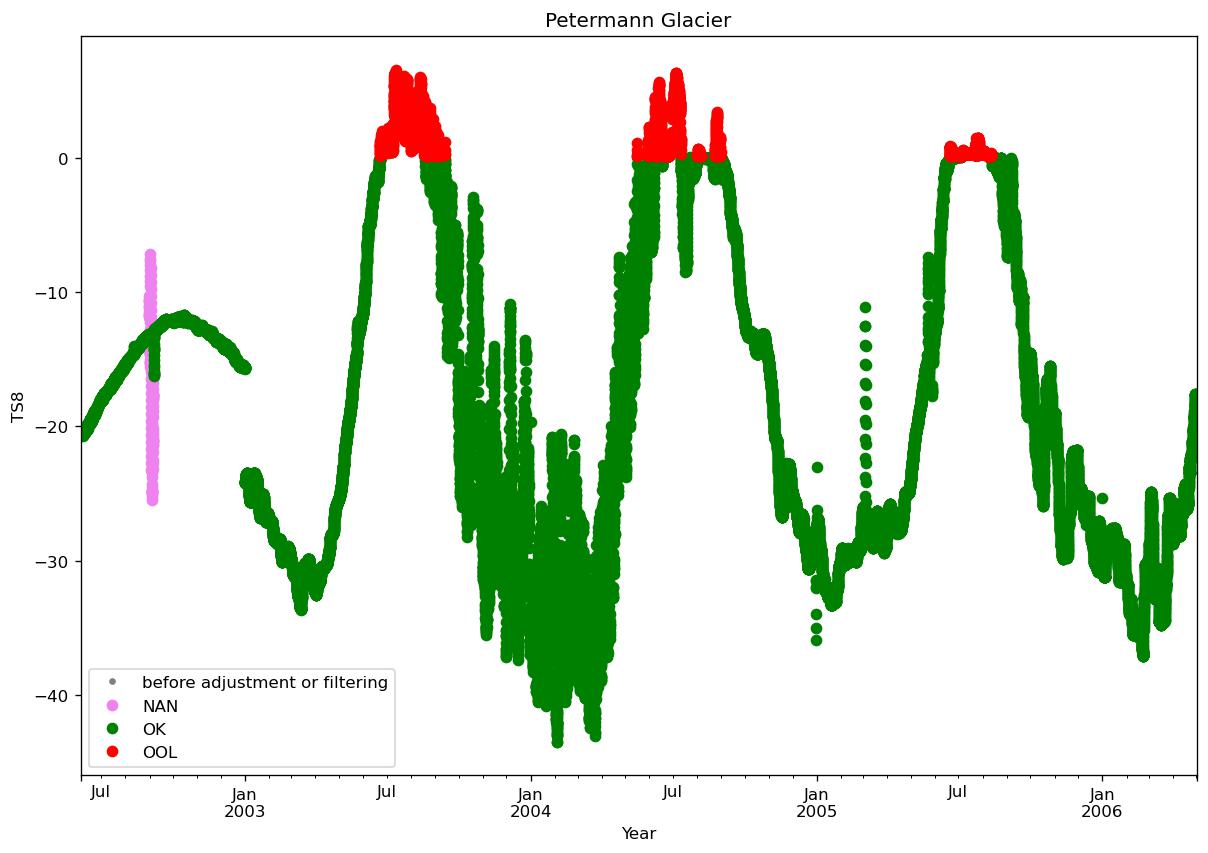 Petermann Glacier
TS8
0
−10
−20
−30
−40
before adjustment or filtering
NAN
OK
OOL
Jul
Jan
2003
Jul
Jan
2004
Jul
Jan
2005
Jul
Jan
2006
Year